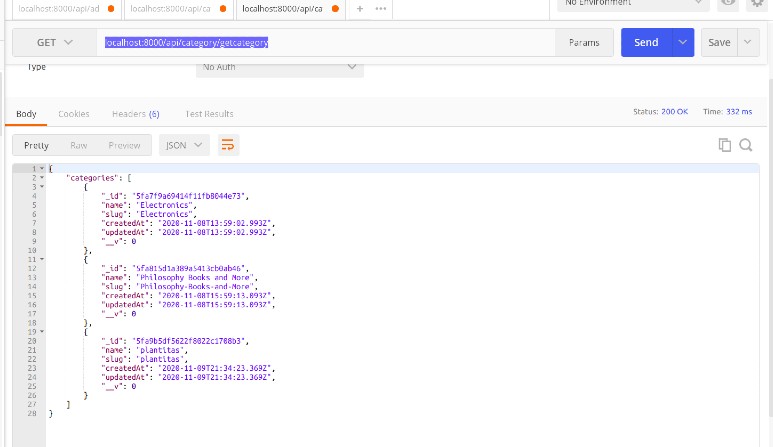 localhost:8000/api/ad localhost:8000/api/ca localhost:8000/api/ca + ••• No Environment
GET localhost:8000/api/category/getcategory Params Send Save
Type No Auth
Body Cookies Headers (6) Test Results Status: 200 OK Time: 332 ms
Pretty Raw Preview JSON
1 {
2 "categories": [
3 {
4 "_id": "5fa7f9a69414f11fb8044e73",
5 "name": "Electronics",
6 "slug": "Electronics",
7 "createdAt": "2020-11-08T13:59:02.993Z",
8 "updatedAt": "2020-11-08T13:59:02.993Z",
9 "__v": 0
10 },
11 {
12 "_id": "5fa815d1a389a5413cb0ab46",
13 "name": "Philosophy Books and More",
14 "slug": "Philosophy-Books-and-More",
15 "createdAt": "2020-11-08T15:59:13.093Z",
16 "updatedAt": "2020-11-08T15:59:13.093Z",
17 "__v": 0
18 },
19 {
20 "_id": "5fa9b5df5622f8022c1708b3",
21 "name": "plantitas",
22 "slug": "plantitas",
23 "createdAt": "2020-11-09T21:34:23.369Z",
24 "updatedAt": "2020-11-09T21:34:23.369Z",
25 "__v": 0
26 }
27 ]
28 }